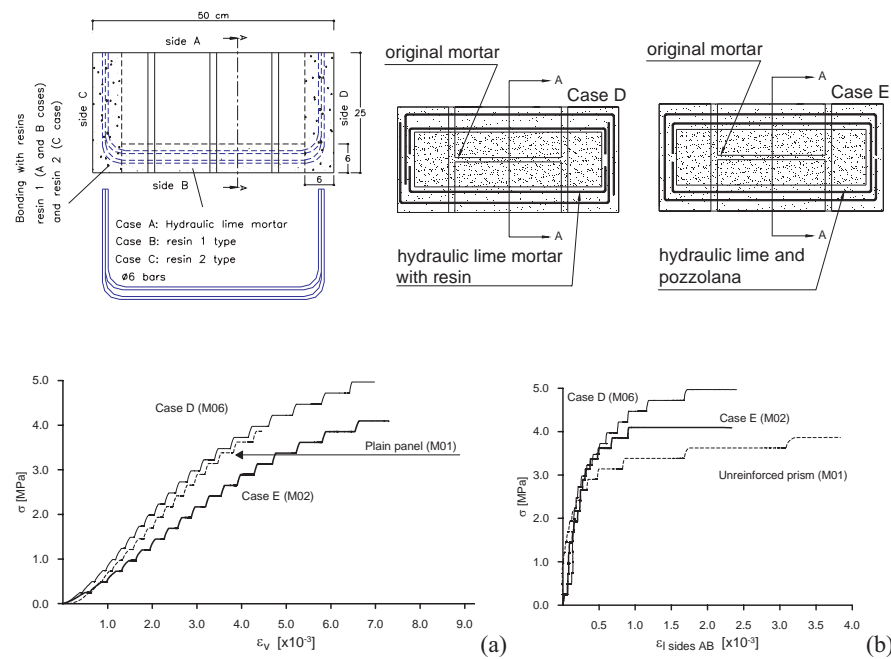 50 cm
side A
A
side C
side D
25
6
6
side B
A
Bonding with resins
resin 1 (A and B cases)
and resin 2 (C case)
Case A: Hydraulic lime mortar
Case B: resin 1 type
Case C: resin 2 type
ø6 bars
original mortar
A
Case D
A
hydraulic lime mortar
with resin
original mortar
A
Case E
A
hydraulic lime and
pozzolana
5.0
4.0
3.0
2.0
1.0
0.0
σ [MPa]
Case D (M06)
Plain panel (M01)
Case E (M02)
1.0 2.0 3.0 4.0 5.0 6.0 7.0 8.0 9.0
εv [x10-3]
(a)
5.0
4.0
3.0
2.0
1.0
0.0
σ [MPa]
Case D (M06)
Case E (M02)
Unreinforced prism (M01)
0.5 1.0 1.5 2.0 2.5 3.0 3.5 4.0
εl sides AB [x10-3]
(b)